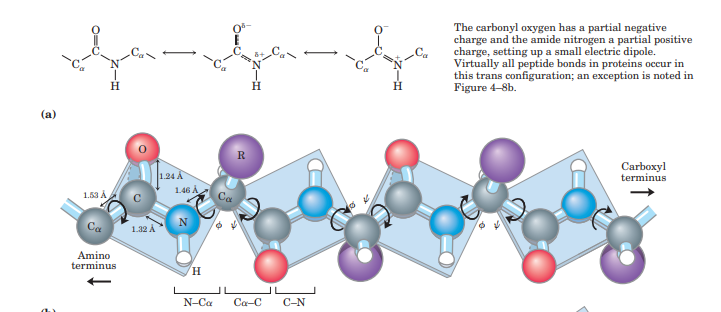 O
C
Cα
N
Cα
H
Oδ−
C
Cα
δ+
N
Cα
H
O−
C
Cα
+
N
Cα
H
The carbonyl oxygen has a partial negative
charge and the amide nitrogen a partial positive
charge, setting up a small electric dipole.
Virtually all peptide bonds in proteins occur in
this trans configuration; an exception is noted in
Figure 4–8b.
(a)
O
R
1.24 Å
Carboxyl
terminus
1.53 Å
C
1.46 Å
Cα
Cα
1.32 Å
N
ϕ ψ
ϕ ψ
ϕ ψ
Amino
terminus
H
N–Cα
Cα–C
C–N